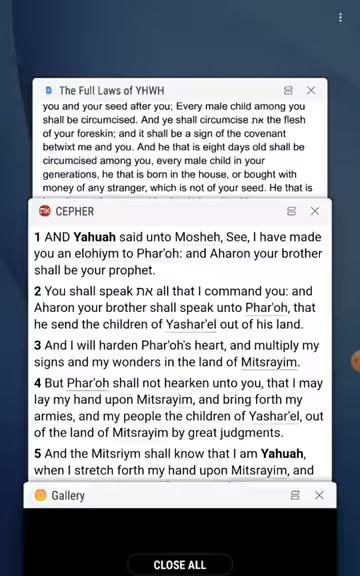 The Full Laws of YHWH
you and your seed after you; Every male child among you
shall be circumcised. And ye shall circumcise את the flesh
of your foreskin; and it shall be a sign of the covenant
betwixt me and you. And he that is eight days old shall be
circumcised among you, every male child in your
generations, he that is born in the house, or bought with
money of any stranger, which is not of your seed. He that is
CEPHER
1 AND Yahuah said unto Mosheh, See, I have made
you an elohiym to Phar'oh: and Aharon your brother
shall be your prophet.
2 You shall speak את all that I command you: and
Aharon your brother shall speak unto Phar'oh, that
he send the children of Yashar'el out of his land.
3 And I will harden Phar'oh's heart, and multiply my
signs and my wonders in the land of Mitsrayim.
4 But Phar'oh shall not hearken unto you, that I may
lay my hand upon Mitsrayim, and bring forth my
armies, and my people the children of Yashar'el, out
of the land of Mitsrayim by great judgments.
5 And the Mitsriym shall know that I am Yahuah,
when I stretch forth my hand upon Mitsrayim, and
Gallery
CLOSE ALL